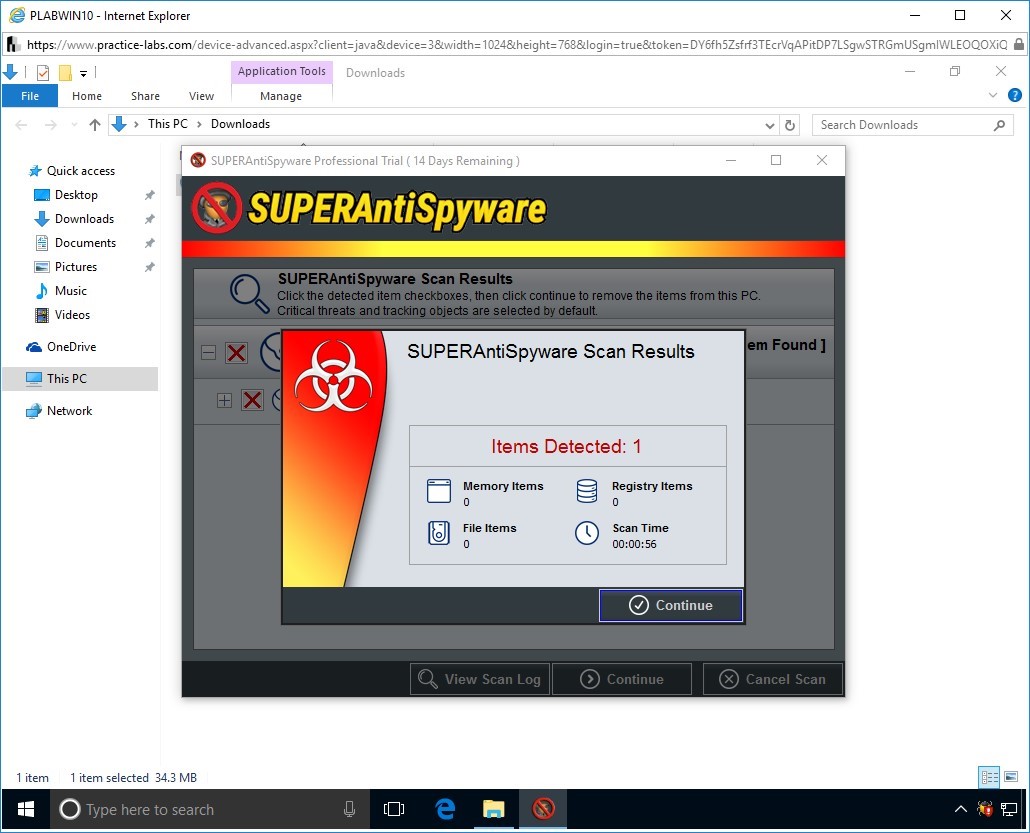 PLABWIN10 - Internet Explorer
https://www.practice-labs.com/device-advanced.aspx?client=java&device=3&width=1024&height=768&login=true&token=DY6fh5Zsfrf3TEcrVqAPitDP7LSgwSTRGmUSgmlWLEOQOXiQ
Application Tools
Downloads
File
Home
Share
View
Manage
This PC
Downloads
Search Downloads
Quick access
Desktop
Downloads
Documents
Pictures
Music
Videos
OneDrive
This PC
Network
SUPERAntiSpyware Professional Trial ( 14 Days Remaining )
SUPERAntiSpyware
SUPERAntiSpyware Scan Results
Click the detected item checkboxes, then click continue to remove the items from this PC.
Critical threats and tracking objects are selected by default.
em Found ]
SUPERAntiSpyware Scan Results
Items Detected: 1
Memory Items
0
Registry Items
0
File Items
0
Scan Time
00:00:56
Continue
View Scan Log
Continue
Cancel Scan
1 item
1 item selected 34.3 MB
Type here to search